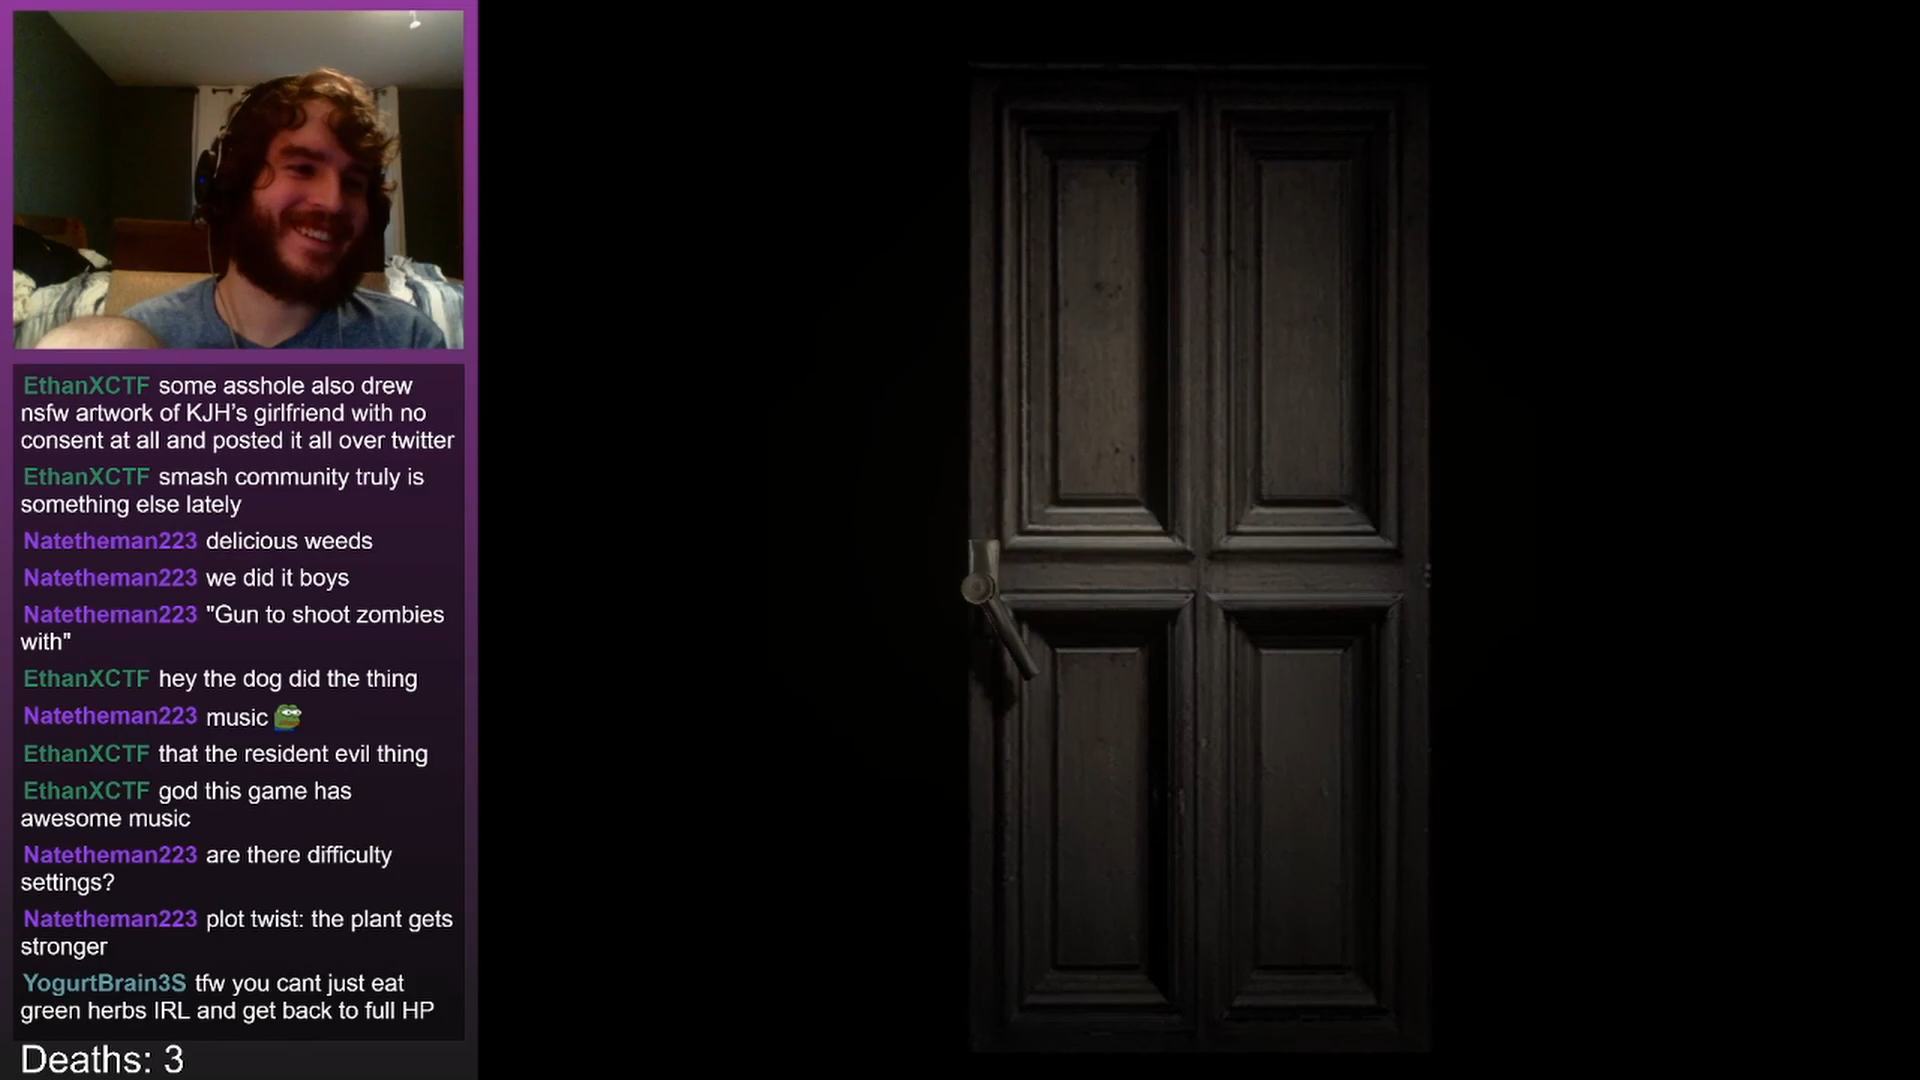 EthanXCTF some asshole also drew
nsfw artwork of KJH's girlfriend with no
consent at all and posted it all over twitter
EthanXCTF smash community truly is
something else lately
Natetheman223 delicious weeds
Natetheman223 we did it boys
Natetheman223 "Gun to shoot zombies
with"
EthanXCTF hey the dog did the thing
Natetheman223 music
EthanXCTF that the resident evil thing
EthanXCTF god this game has
awesome music
Natetheman223 are there difficulty
settings?
Natetheman223 plot twist: the plant gets
stronger
YogurtBrain3S tfw you cant just eat
green herbs IRL and get back to full HP
Deaths: 3